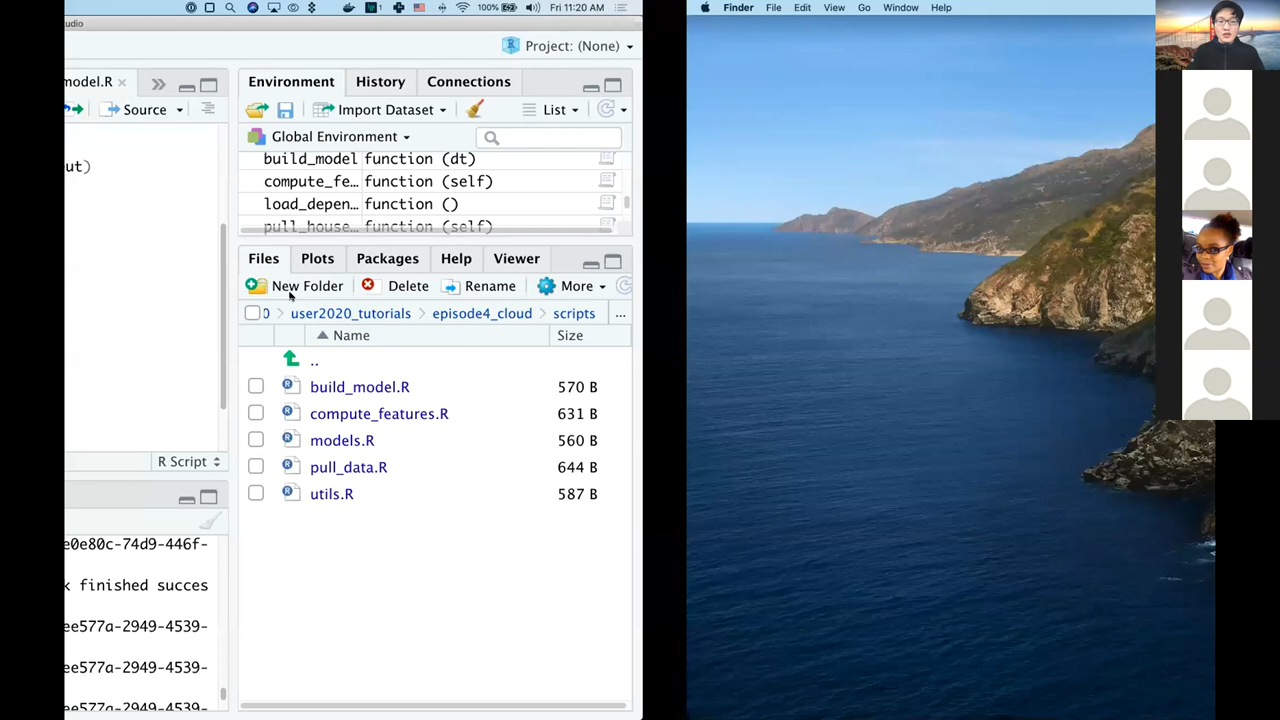 100% Fri 11:20 AM
Finder File Edit View Go Window Help
udio
Project: (None)
model.R
Environment History Connections
Source
Import Dataset List
Global Environment
ut)
build_model function (dt)
compute_fe… function (self)
load_depen… function ()
pull_house function (self)
Files Plots Packages Help Viewer
New Folder Delete Rename More
0 > user2020_tutorials > episode4_cloud > scripts ...
Name Size
..
build_model.R 570 B
compute_features.R 631 B
models.R 560 B
R Script
pull_data.R 644 B
utils.R 587 B
e0e80c-74d9-446f-
k finished succes
ee577a-2949-4539-
ee577a-2949-4539-
ee577a-2949-4539-